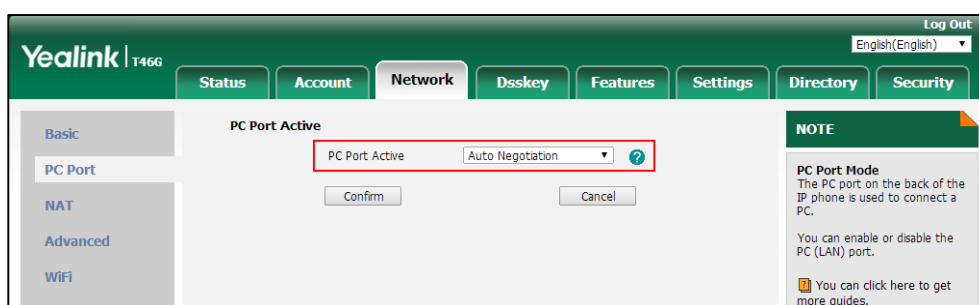 Log Out
English(English)
Yealink T46G
Status Account Network Dsskey Features Settings Directory Security
Basic
PC Port
NAT
Advanced
WiFi
PC Port Active
PC Port Active Auto Negotiation ?
Confirm Cancel
NOTE
PC Port Mode
The PC port on the back of the
IP phone is used to connect a
PC.
You can enable or disable the
PC (LAN) port.
? You can click here to get
more guides.